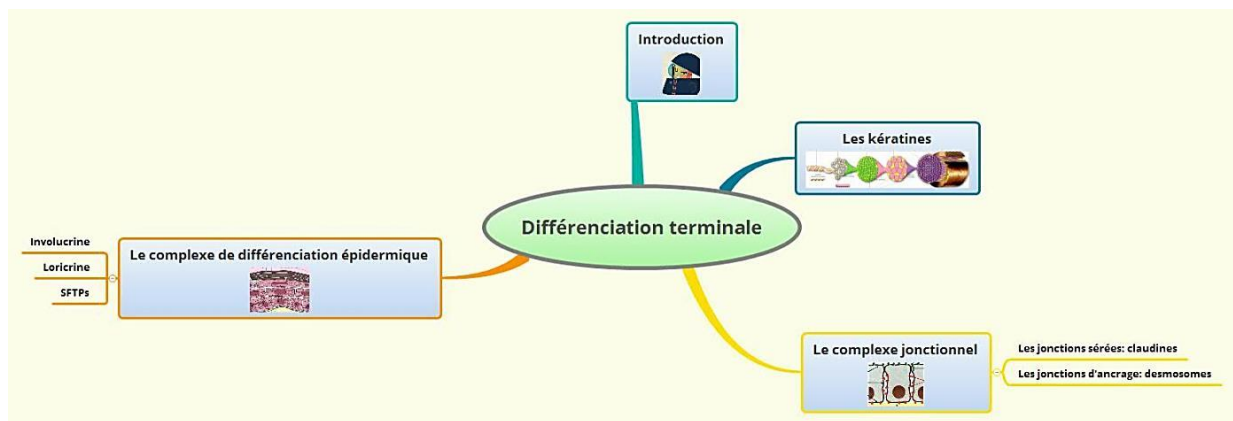 Introduction
Les kératines
Différenciation terminale
Involucrine
Loricrine
SFTPs
Le complexe de différenciation épidermique
Le complexe jonctionnel
Les jonctions sérées: claudines
Les jonctions d'ancrage: desmosomes